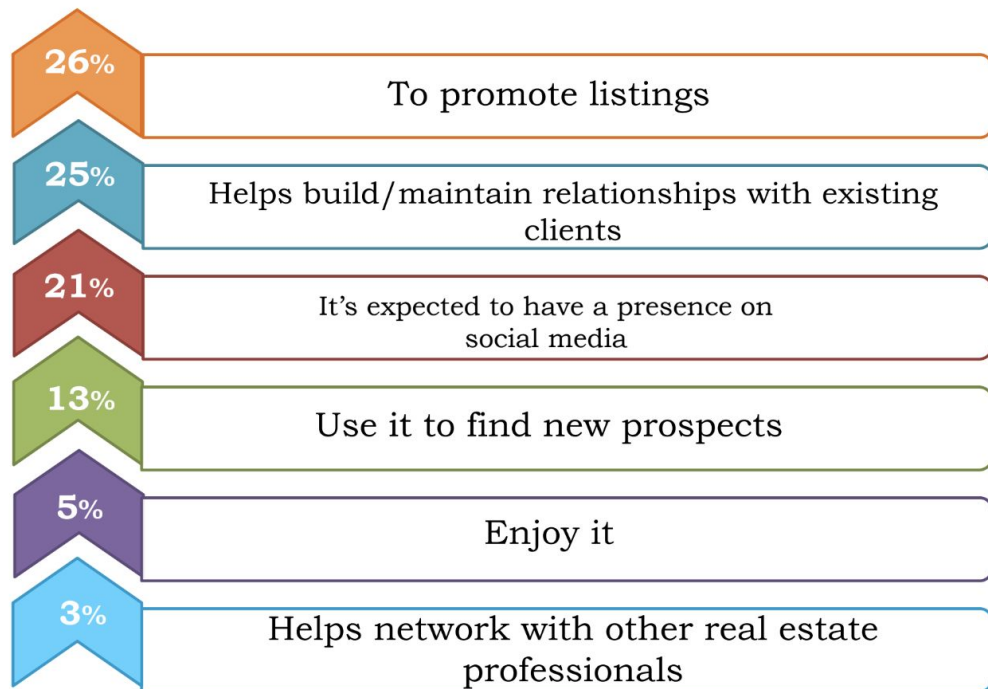 26%
To promote listings
25%
Helps build/maintain relationships with existing
clients
21%
It’s expected to have a presence on
social media
13%
Use it to find new prospects
5%
Enjoy it
3%
Helps network with other real estate
professionals